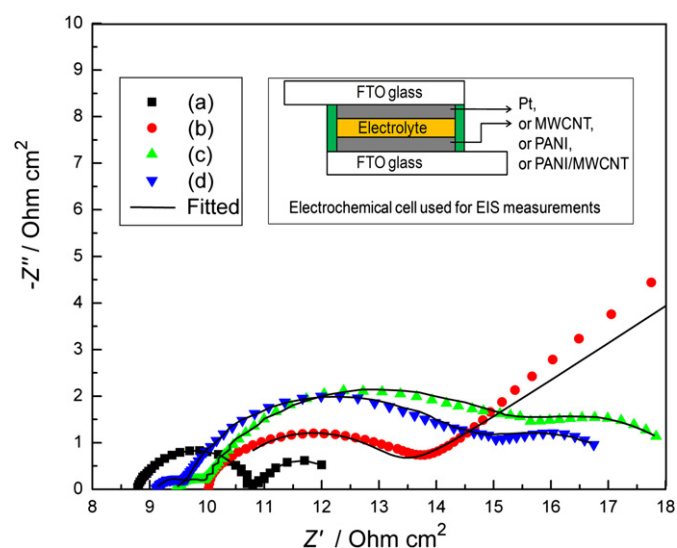 10
9
8
7
6
5
4
3
2
1
0
-Z″ / Ohm cm²
(a)
(b)
(c)
(d)
Fitted
FTO glass
Electrolyte
FTO glass
Pt,
or MWCNT,
or PANI,
or PANI/MWCNT
Electrochemical cell used for EIS measurements
8 9 10 11 12 13 14 15 16 17 18
Z′ / Ohm cm²